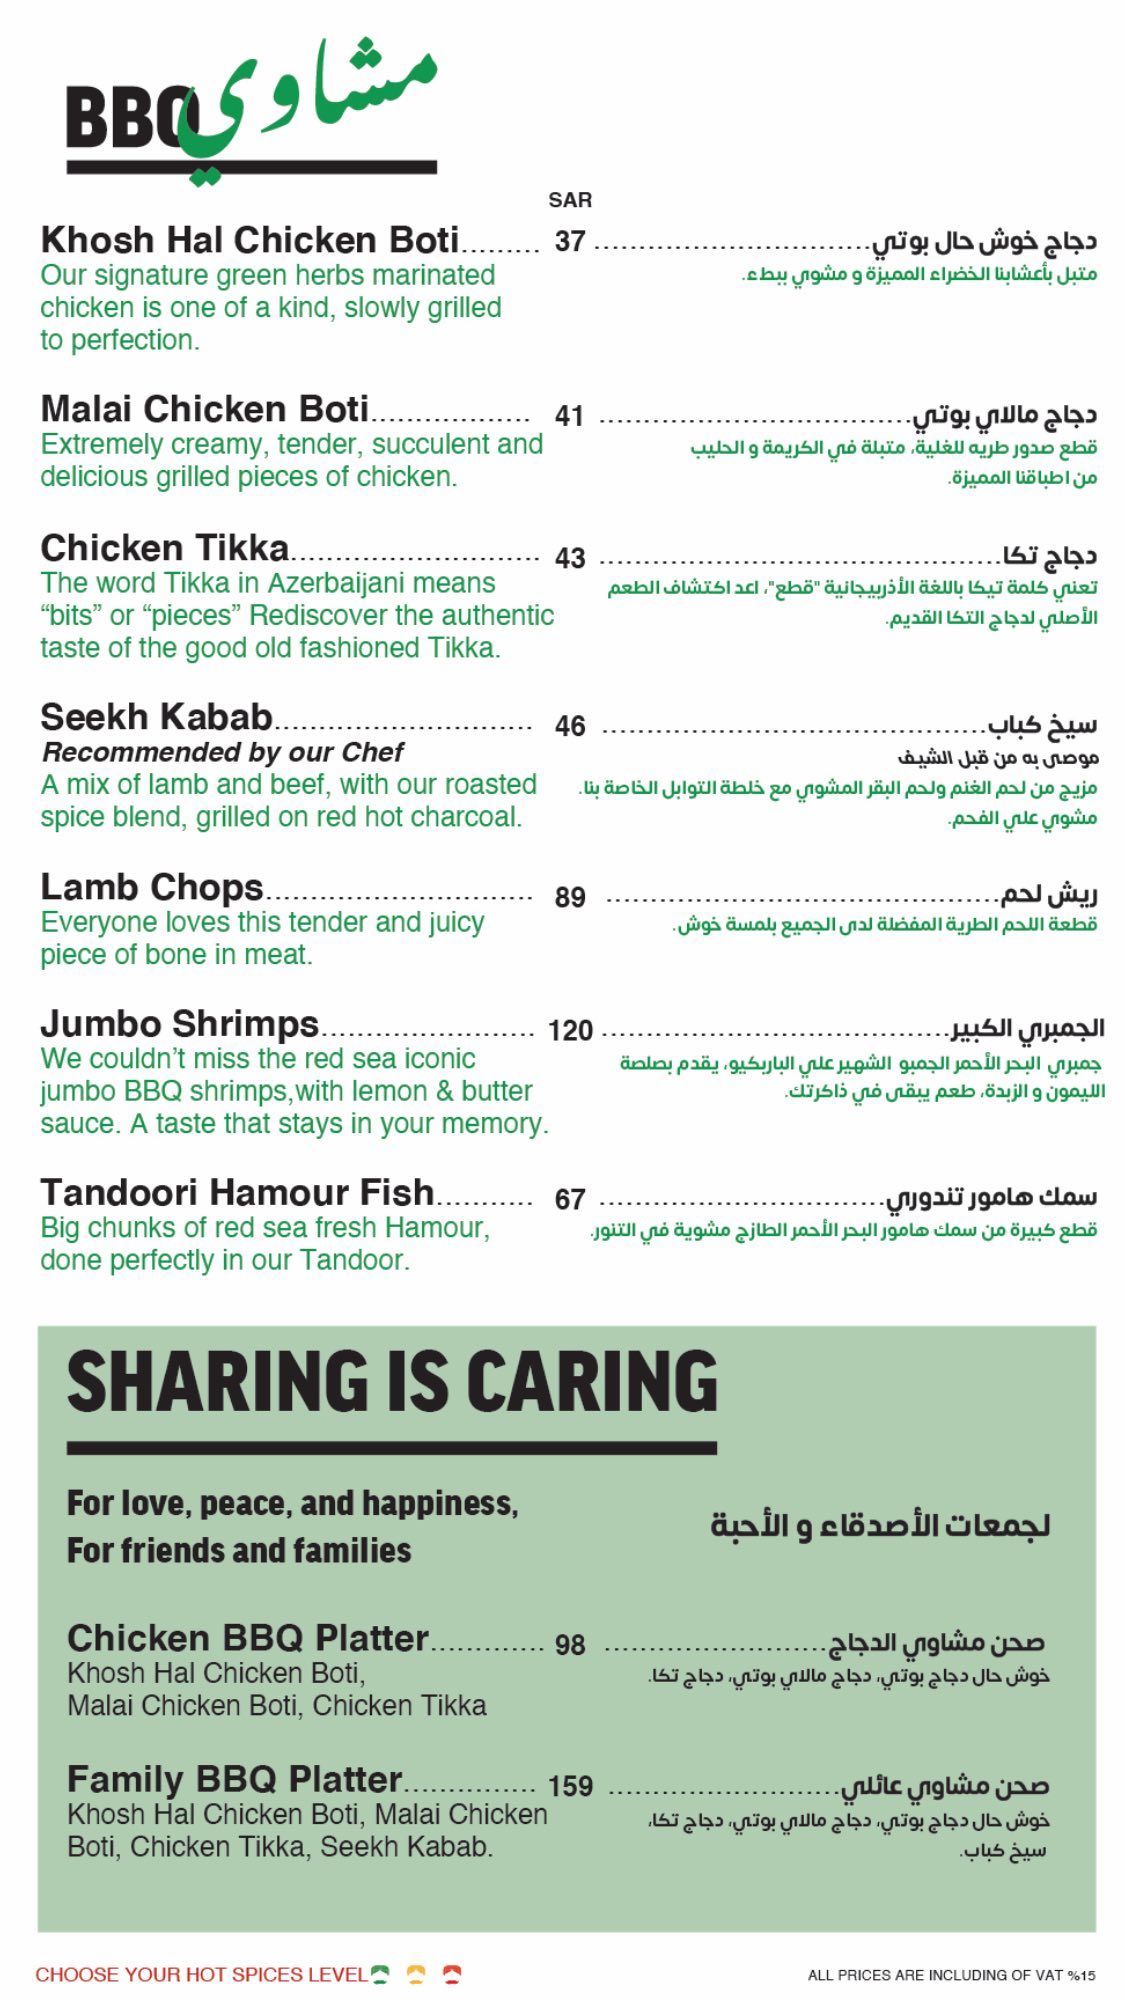 BBQ مشاوي
SAR
Khosh Hal Chicken Boti......... 37 ...............................دجاج خوش حال بوتي
Our signature green herbs marinated
chicken is one of a kind, slowly grilled
to perfection.
متبل بأعشابنا الخضراء المميزة و مشوي ببطء.
Malai Chicken Boti.................. 41 ...................................دجاج مالاي بوتي
Extremely creamy, tender, succulent and
delicious grilled pieces of chicken.
قطع صدور طريه للغلية، متبلة في الكريمة و الحليب
من اطباقنا المميزة.
Chicken Tikka............................ 43 .............................................دجاج تكا
The word Tikka in Azerbaijani means
“bits” or “pieces” Rediscover the authentic
taste of the good old fashioned Tikka.
تعني كلمة تيكا باللغة الأذربيجانية "قطع"، اعد اكتشاف الطعم
الأصلي لدجاج التكا القديم.
Seekh Kabab............................. 46 ...........................................سيخ كباب
Recommended by our Chef
موصى به من قبل الشيف
A mix of lamb and beef, with our roasted
spice blend, grilled on red hot charcoal.
مزيج من لحم الغنم ولحم البقر المشوي مع خلطة التوابل الخاصة بنا.
مشوي علي الفحم.
Lamb Chops.............................. 89 ............................................ريش لحم
Everyone loves this tender and juicy
piece of bone in meat.
قطعة اللحم الطرية المفضلة لدى الجميع بلمسة خوش.
Jumbo Shrimps........................ 120 .......................................الجمبري الكبير
We couldn’t miss the red sea iconic
jumbo BBQ shrimps,with lemon & butter
sauce. A taste that stays in your memory.
جمبري البحر الأحمر الجمبو الشهير علي الباربكيو، يقدم بصلصة
الليمون و الزبدة، طعم يبقى في ذاكرتك.
Tandoori Hamour Fish........... 67 ................................سمك هامور تندوري
Big chunks of red sea fresh Hamour,
done perfectly in our Tandoor.
قطع كبيرة من سمك هامور البحر الأحمر الطازج مشوية في التنور.
SHARING IS CARING
For love, peace, and happiness,
For friends and families
لجمعات الأصدقاء و الأحبة
Chicken BBQ Platter............. 98 .........................صحن مشاوي الدجاج
Khosh Hal Chicken Boti,
Malai Chicken Boti, Chicken Tikka
خوش حال دجاج بوتي، دجاج مالاي بوتي، دجاج تكا.
Family BBQ Platter............... 159 ..........................صحن مشاوي عائلي
Khosh Hal Chicken Boti, Malai Chicken
Boti, Chicken Tikka, Seekh Kabab.
خوش حال دجاج بوتي، دجاج مالاي بوتي، دجاج تكا،
سيخ كباب.
CHOOSE YOUR HOT SPICES LEVEL
ALL PRICES ARE INCLUDING OF VAT %15